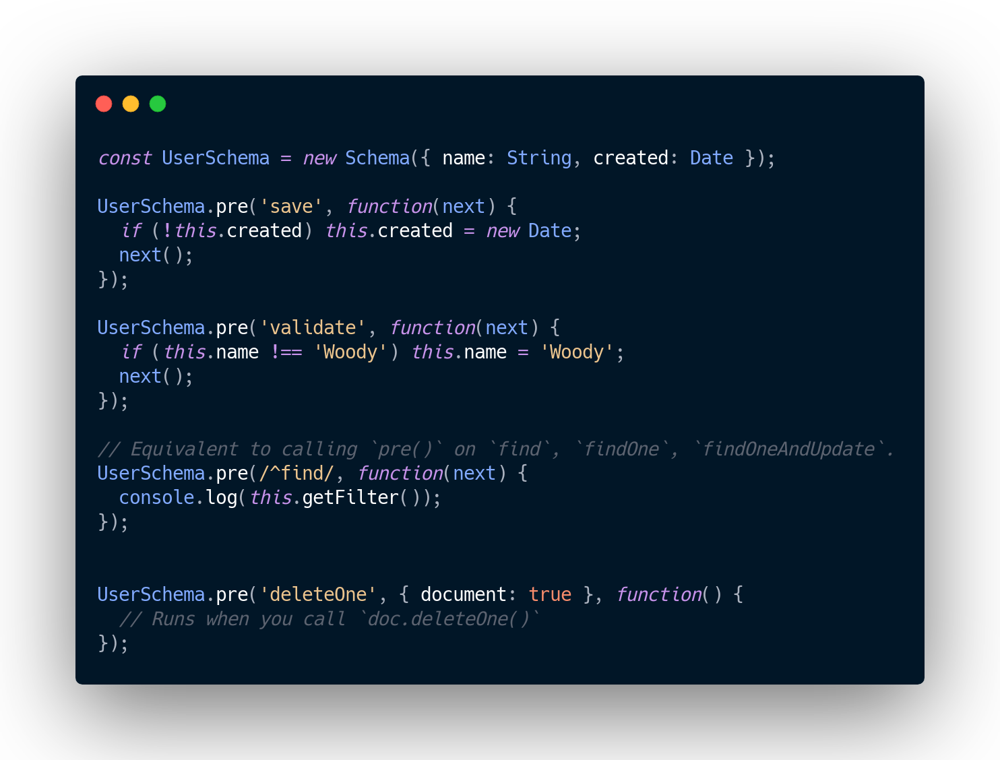 const UserSchema = new Schema({ name: String, created: Date });
UserSchema.pre('save', function(next) {
  if (!this.created) this.created = new Date;
  next();
});
UserSchema.pre('validate', function(next) {
  if (this.name !== 'Woody') this.name = 'Woody';
  next();
});
// Equivalent to calling `pre()` on `find`, `findOne`, `findOneAndUpdate`.
UserSchema.pre(/^find/, function(next) {
  console.log(this.getFilter());
});
UserSchema.pre('deleteOne', { document: true }, function() {
  // Runs when you call `doc.deleteOne()`
});